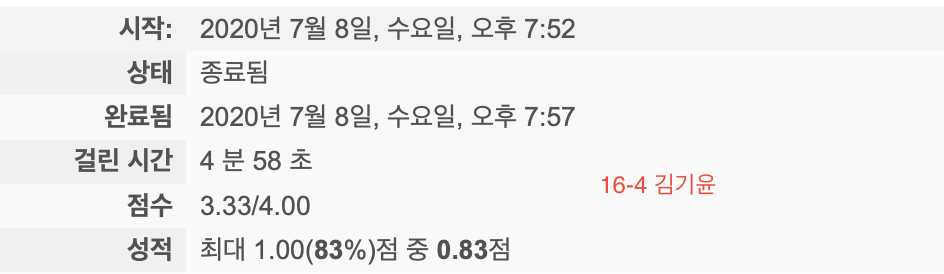 시작: 2020년 7월 8일, 수요일, 오후 7:52
상태 종료됨
완료됨 2020년 7월 8일, 수요일, 오후 7:57
걸린 시간 4 분 58 초
16-4 김기윤
점수 3.33/4.00
성적 최대 1.00(83%)점 중 0.83점